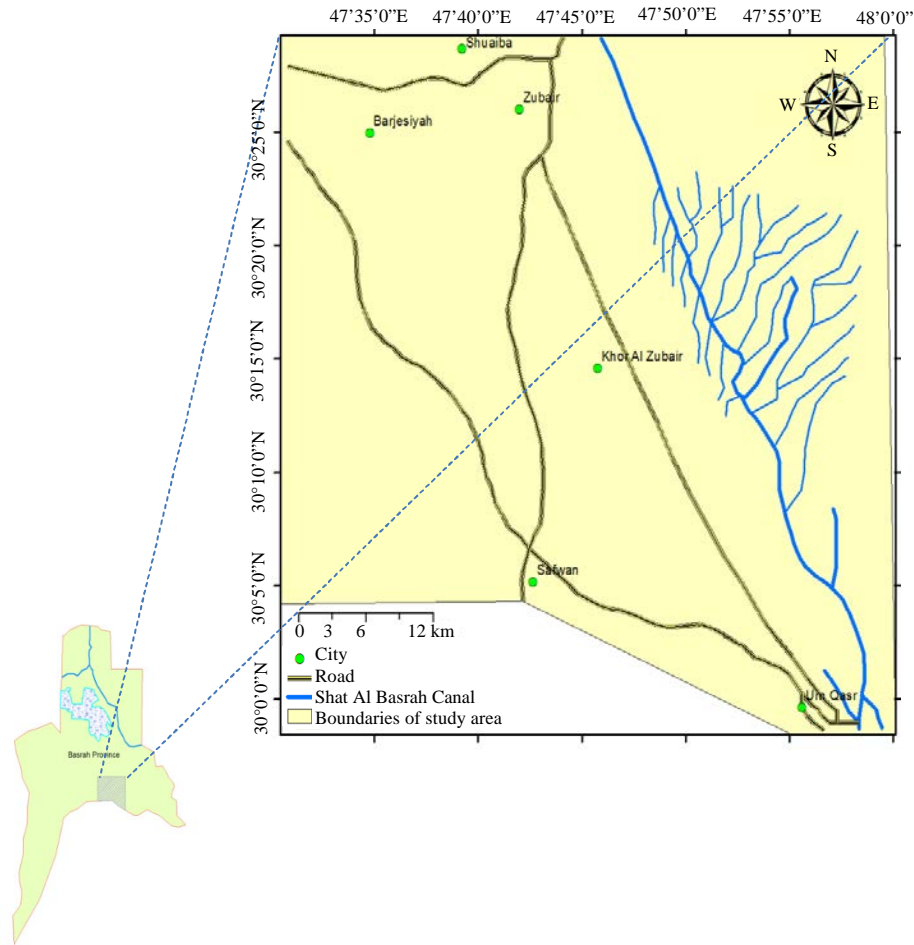 47'35'0"E 47'40'0"E 47'45'0"E 47'50'0"E 47'55'0"E 48'0'0"
30°25'0"N
30°20'0"N
30°15'0"N
30°10'0"N
30°5'0"N
30°0'0"N
Shuaiba
Zubair
Barjesiyah
N
W E
S
Khor Al Zubair
Safwan
Um Qasr
0 3 6 12 km
City
Road
Shat Al Basrah Canal
Boundaries of study area
Basrah Province